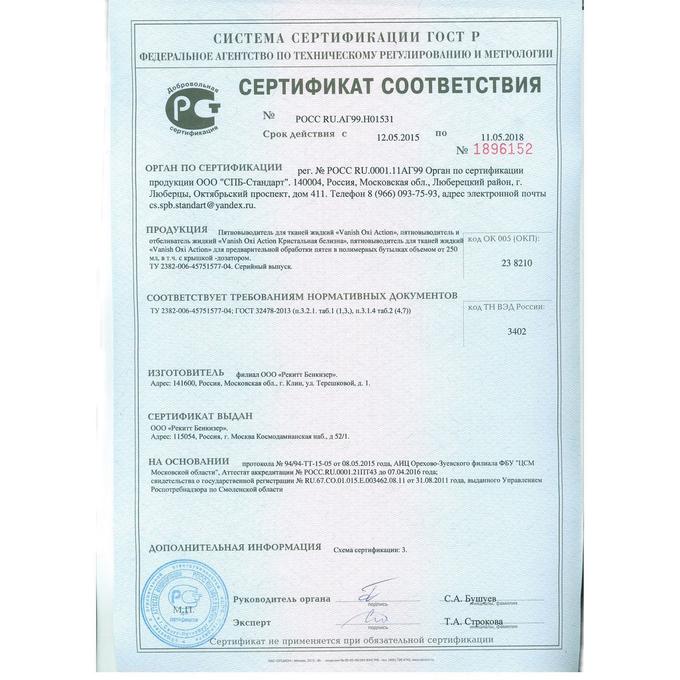 СИСТЕМА СЕРТИФИКАЦИИ ГОСТ Р
ФЕДЕРАЛЬНОЕ АГЕНТСТВО ПО ТЕХНИЧЕСКОМУ РЕГУЛИРОВАНИЮ И МЕТРОЛОГИИ
Добровольная
сертификация
СЕРТИФИКАТ СООТВЕТСТВИЯ
№ РОСС RU.АГ99.Н01531
Срок действия с 12.05.2015 по 11.05.2018
№ 1896152
ОРГАН ПО СЕРТИФИКАЦИИ рег. № РОСС RU.0001.11АГ99 Орган по сертификации
продукции ООО "СПБ-Стандарт". 140004, Россия, Московская обл., Люберецкий район, г.
Люберцы, Октябрьский проспект, дом 411. Телефон 8 (966) 093-75-93, адрес электронной почты
cs.spb.standart@yandex.ru.
ПРОДУКЦИЯ Пятновыводитель для тканей жидкий «Vanish Oxi Action», пятновыводитель и
отбеливатель жидкий «Vanish Oxi Action Кристальная белизна», пятновыводитель для тканей жидкий
«Vanish Oxi Action» для предварительной обработки пятен в полимерных бутылках объемом от 250
мл, в т.ч. с крышкой -дозатором.
ТУ 2382-006-45751577-04. Серийный выпуск.
код ОК 005 (ОКП):
23 8210
СООТВЕТСТВУЕТ ТРЕБОВАНИЯМ НОРМАТИВНЫХ ДОКУМЕНТОВ
ТУ 2382-006-45751577-04; ГОСТ 32478-2013 (п.3.2.1. таб.1 (1,3,), п.3.1.4 таб.2 (4,7))
код ТН ВЭД России:
3402
ИЗГОТОВИТЕЛЬ филиал ООО «Рекитт Бенкизер».
Адрес: 141600, Россия, Московская обл., г. Клин, ул. Терешковой, д. 1.
СЕРТИФИКАТ ВЫДАН
ООО «Рекитт Бенкизер».
Адрес: 115054, Россия, г. Москва Космодамианская наб., д 52/1.
НА ОСНОВАНИИ протокола № 94/94-ТТ-15-05 от 08.05.2015 года, АИЦ Орехово-Зуевского филиала ФБУ "ЦСМ
Московской области", Аттестат аккредитации № РОСС.RU.0001.21ПТ43 до 07.04.2016 года;
свидетельства о государственной регистрации № RU.67.CO.01.015.E.003462.08.11 от 31.08.2011 года, выданного Управлением
Роспотребнадзора по Смоленской области
ДОПОЛНИТЕЛЬНАЯ ИНФОРМАЦИЯ Схема сертификации: 3.
М.П.
Руководитель органа
подпись
С.А. Бушуев
инициалы, фамилия
Эксперт
подпись
Т.А. Строкова
инициалы, фамилия
Сертификат не применяется при обязательной сертификации